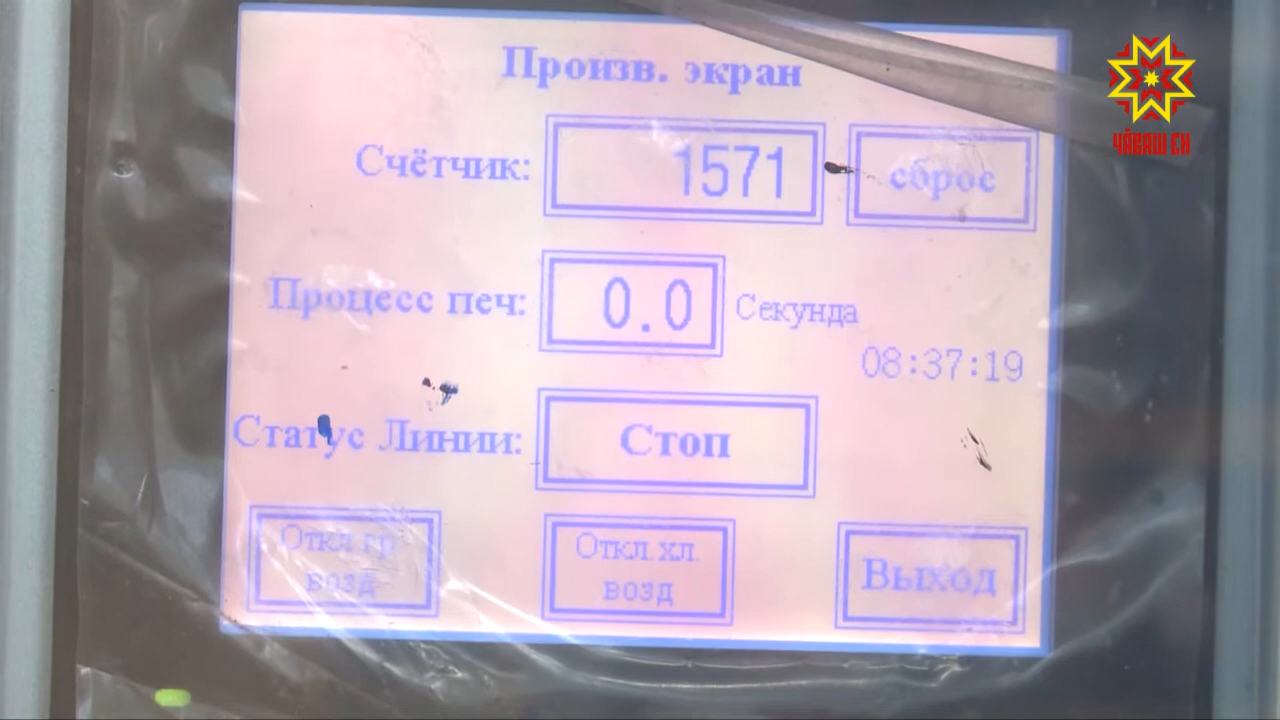 Произв. экран
Счётчик: 1571 сброс
Процесс печ: 0.0 Секунда
08:37:19
Статус Линии: Стоп
Откл.гр.
возд
Откл.хл.
возд
Выход
ЧӐВАШ ЕН